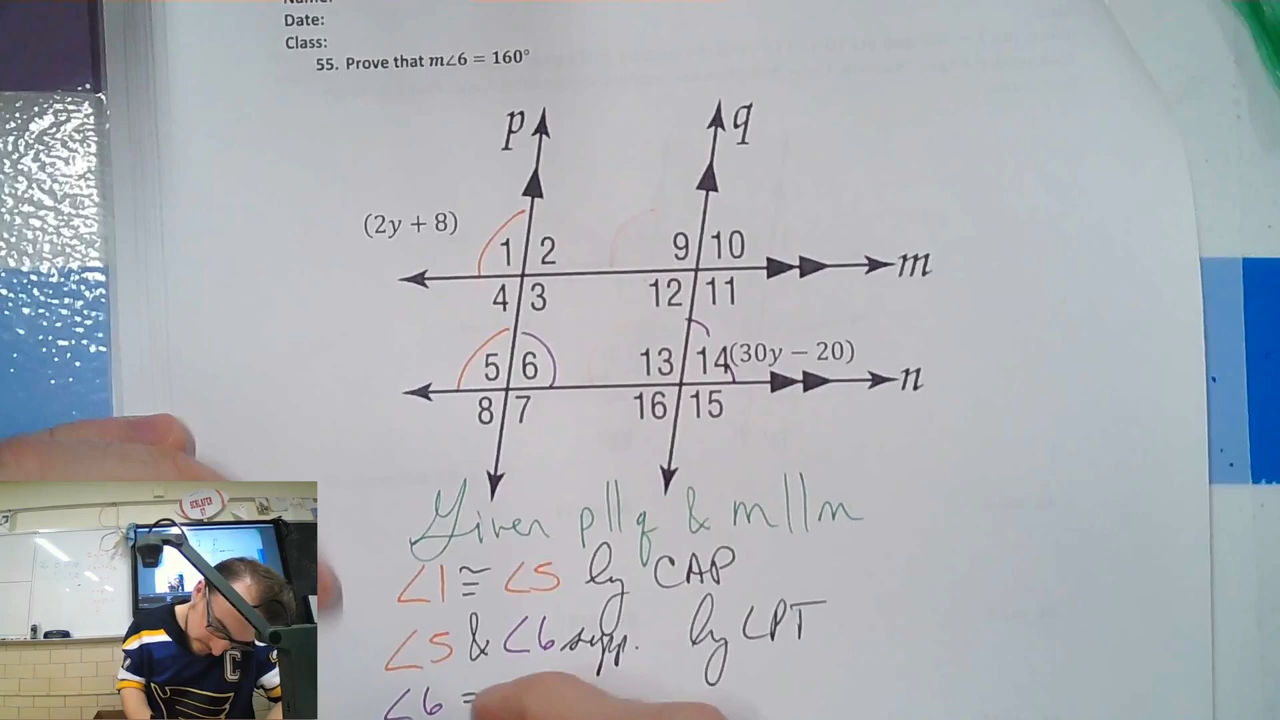 Name:
Date:
Class:
55. Prove that m∠6 = 160°
p q
(2y + 8)
1 2 9 10
m
4 3 12 11
5 6 13 14 (30y − 20)
n
8 7 16 15
Given p||q & m||n
∠1 ≅ ∠5 by CAP
∠5 & ∠6 supp. by LPT
∠6
SCHLAFER
C